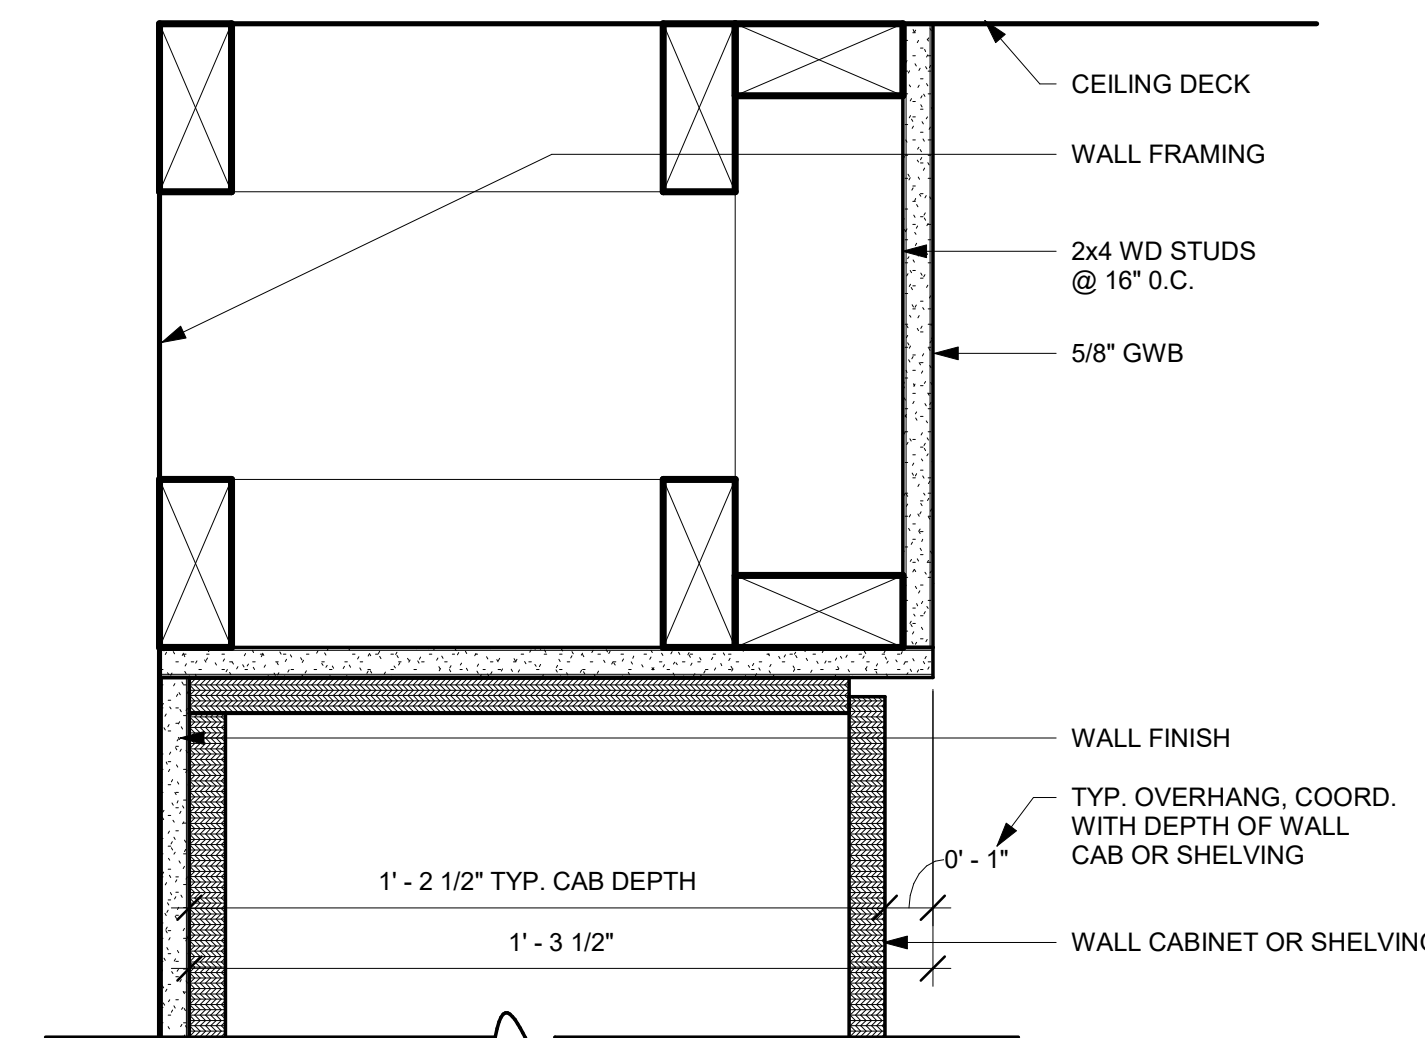 CEILING DECK
WALL FRAMING
2x4 WD STUDS
@ 16" 0.C.
5/8" GWB
WALL FINISH
TYP. OVERHANG, COORD.
WITH DEPTH OF WALL
CAB OR SHELVING
0' - 1"
1' - 2 1/2" TYP. CAB DEPTH
1' - 3 1/2"
WALL CABINET OR SHELVING